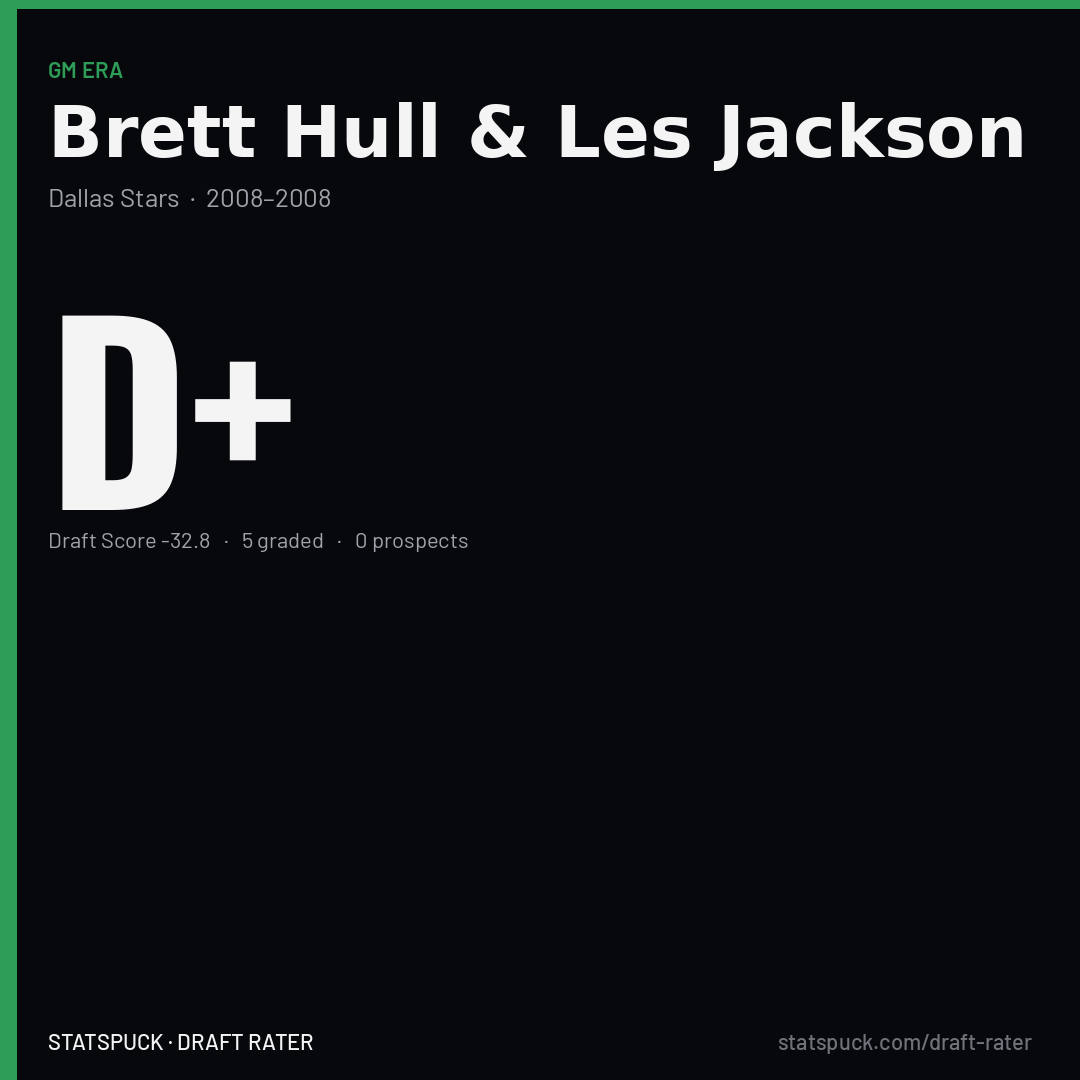 GM ERA
Brett Hull & Les Jackson
Dallas Stars · 2008–2008
D+
Draft Score -32.8 · 5 graded · 0 prospects
STATSPUCK · DRAFT RATER
statspuck.com/draft-rater